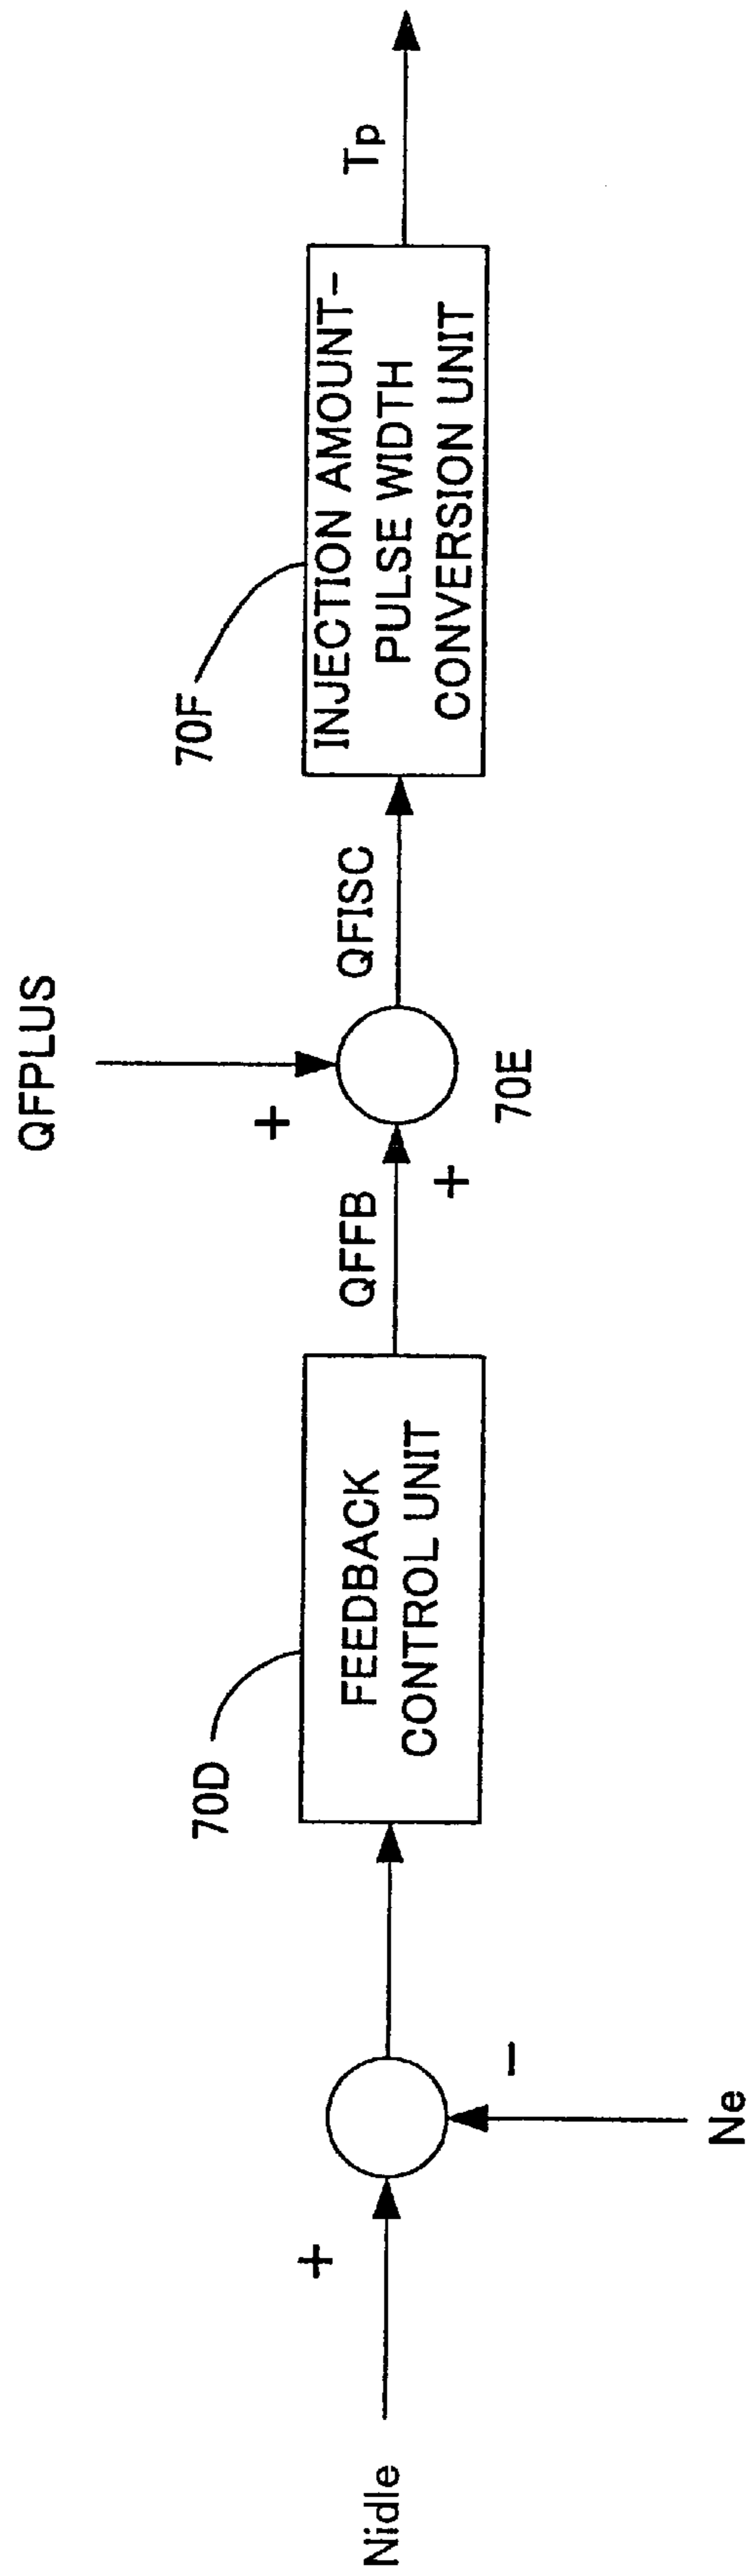 Nidle
+
Ne
−
70D
FEEDBACK
CONTROL UNIT
QFFB
+
QFPLUS
+
70E
QFISC
70F
INJECTION AMOUNT-
PULSE WIDTH
CONVERSION UNIT
Tp